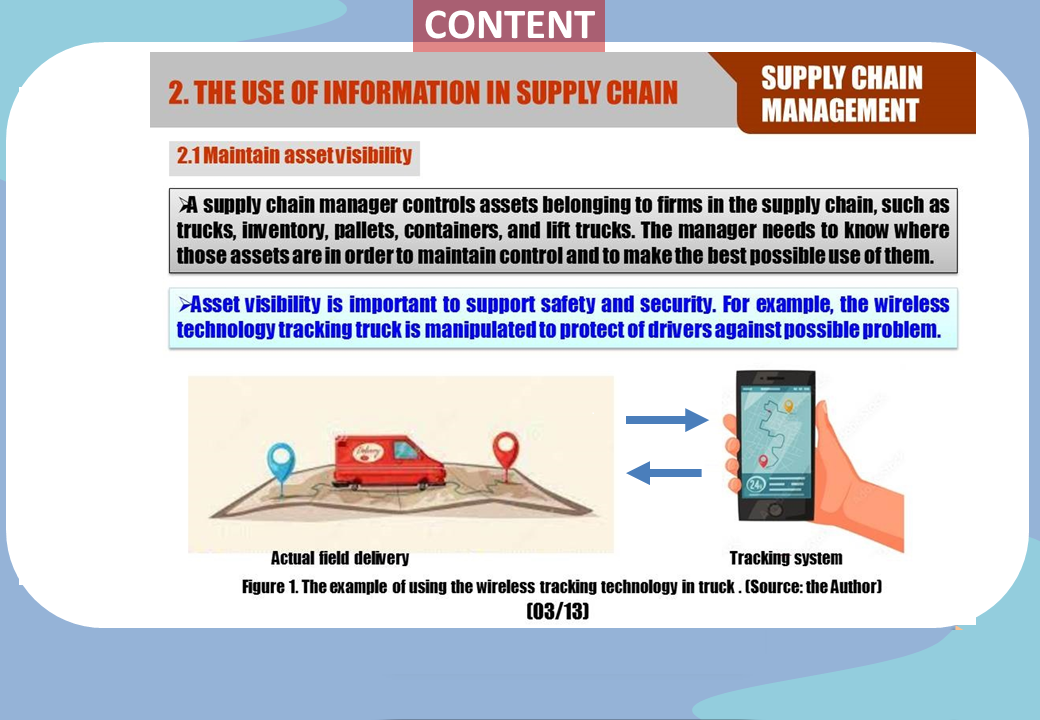 CONTENT
2. THE USE OF INFORMATION IN SUPPLY CHAIN
SUPPLY CHAIN
MANAGEMENT
2.1 Maintain asset visibility
➢A supply chain manager controls assets belonging to firms in the supply chain, such as
trucks, inventory, pallets, containers, and lift trucks. The manager needs to know where
those assets are in order to maintain control and to make the best possible use of them.
➢Asset visibility is important to support safety and security. For example, the wireless
technology tracking truck is manipulated to protect of drivers against possible problem.
Delivery
24
Actual field delivery
Tracking system
Figure 1. The example of using the wireless tracking technology in truck . (Source: the Author)
(03/13)